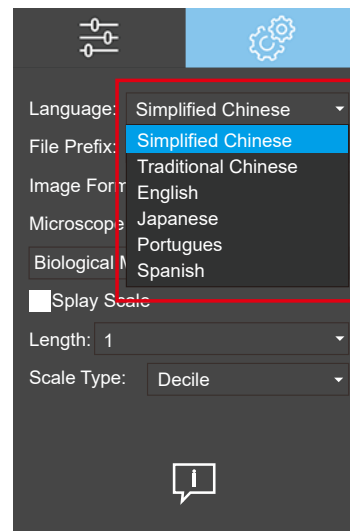 Language: Simplified Chinese
Simplified Chinese
Traditional Chinese
English
Japanese
Portugues
Spanish
File Prefix:
Image Form
Microscope
Biological M
Splay Scale
Length: 1
Scale Type: Decile
i